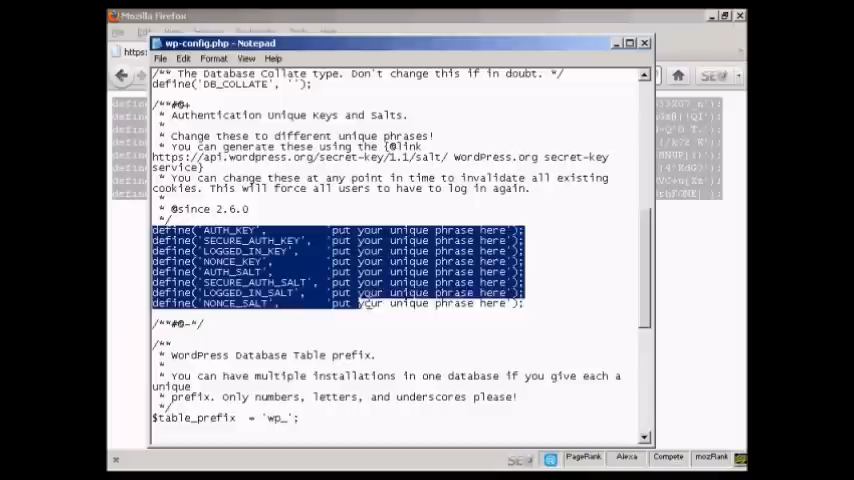 Mozilla Firefox
wp-config.php - Notepad
File Edit Format View Help
https:
/** The Database Collate type. Don't change this if in doubt. */
define('DB_COLLATE', '');
/**#@+
* Authentication Unique Keys and Salts.
*
* Change these to different unique phrases!
* You can generate these using the {@link
https://api.wordpress.org/secret-key/1.1/salt/ WordPress.org secret-key
service}
* You can change these at any point in time to invalidate all existing
cookies. This will force all users to have to log in again.
*
* @since 2.6.0
*/
define('AUTH_KEY', 'put your unique phrase here');
define('SECURE_AUTH_KEY', 'put your unique phrase here');
define('LOGGED_IN_KEY', 'put your unique phrase here');
define('NONCE_KEY', 'put your unique phrase here');
define('AUTH_SALT', 'put your unique phrase here');
define('SECURE_AUTH_SALT', 'put your unique phrase here');
define('LOGGED_IN_SALT', 'put your unique phrase here');
define('NONCE_SALT', 'put your unique phrase here');
/**#@-*/
/**
* WordPress Database Table prefix.
*
* You can have multiple installations in one database if you give each a
unique
* prefix. Only numbers, letters, and underscores please!
*/
$table_prefix = 'wp_';
PageRank Alexa Compete mozRank